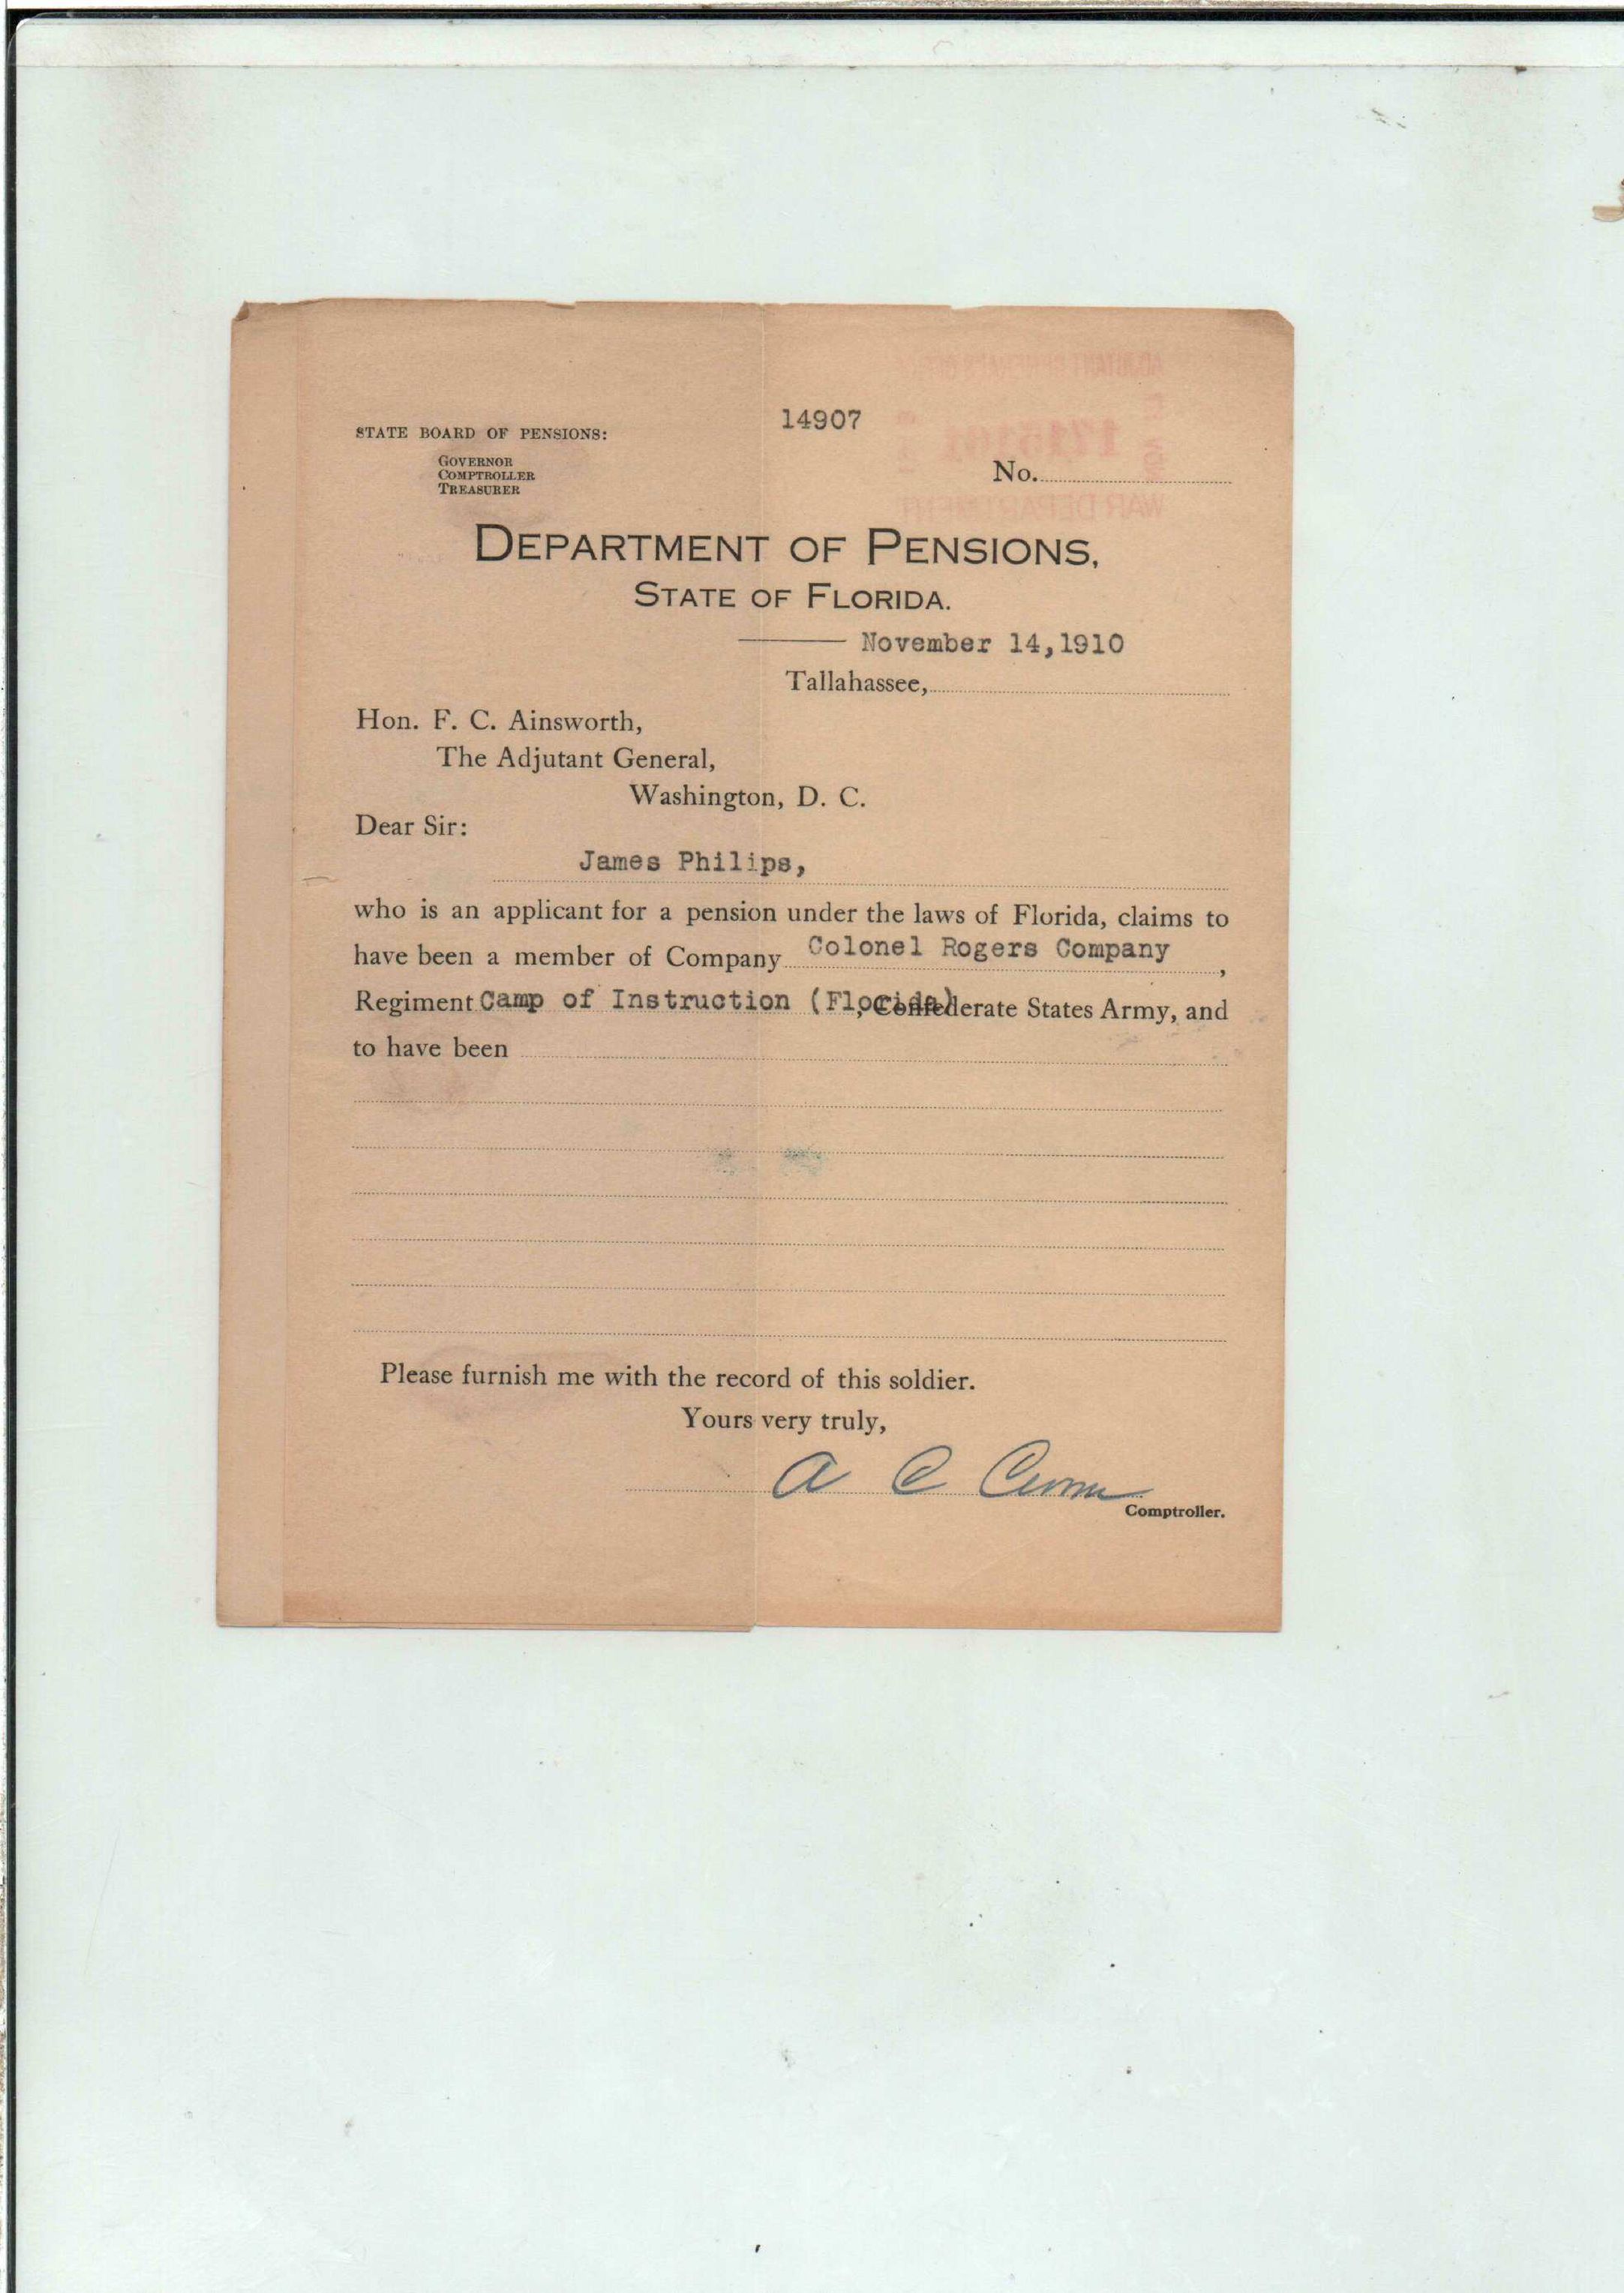 14907
STATE BOARD OF PENSIONS:
GOVERNOR
COMPTROLLER
TREASURER
No.
DEPARTMENT OF PENSIONS,
STATE OF FLORIDA.
November 14,1910
Tallahassee,
Hon. F. C. Ainsworth,
The Adjutant General,
Washington, D. C.
Dear Sir:
James Philips,
who is an applicant for a pension under the laws of Florida, claims to
have been a member of Company Colonel Rogers Company,
Regiment Camp of Instruction (Florida), Confederate States Army, and
to have been
Please furnish me with the record of this soldier.
Yours very truly,
A C
Comptroller.
WAR DEPARTMENT